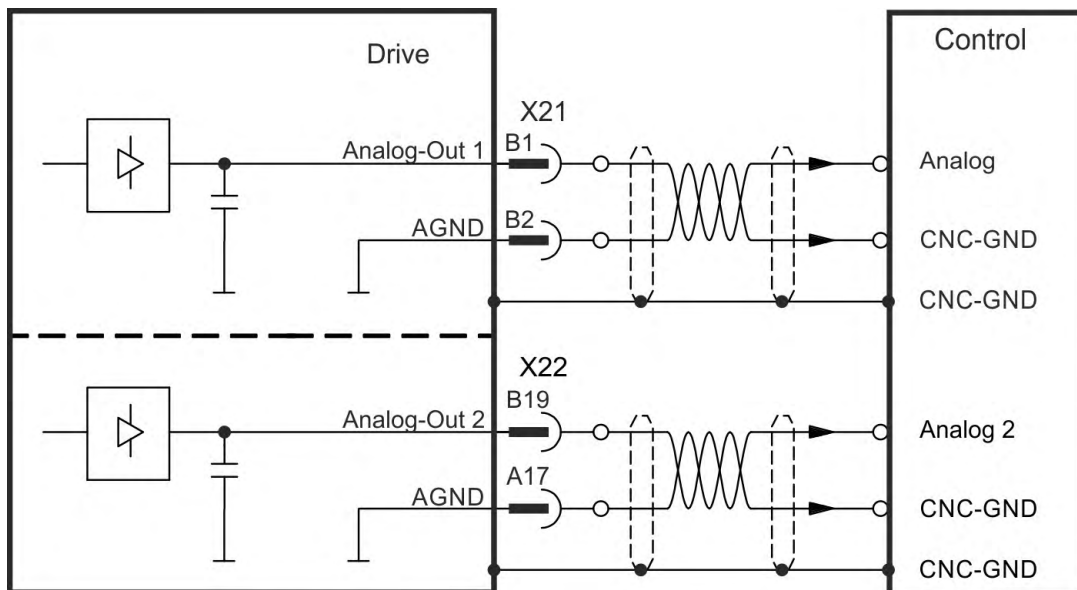 Drive
Control
X21
Analog-Out 1
B1
Analog
AGND
B2
CNC-GND
CNC-GND
X22
Analog-Out 2
B19
Analog 2
AGND
A17
CNC-GND
CNC-GND